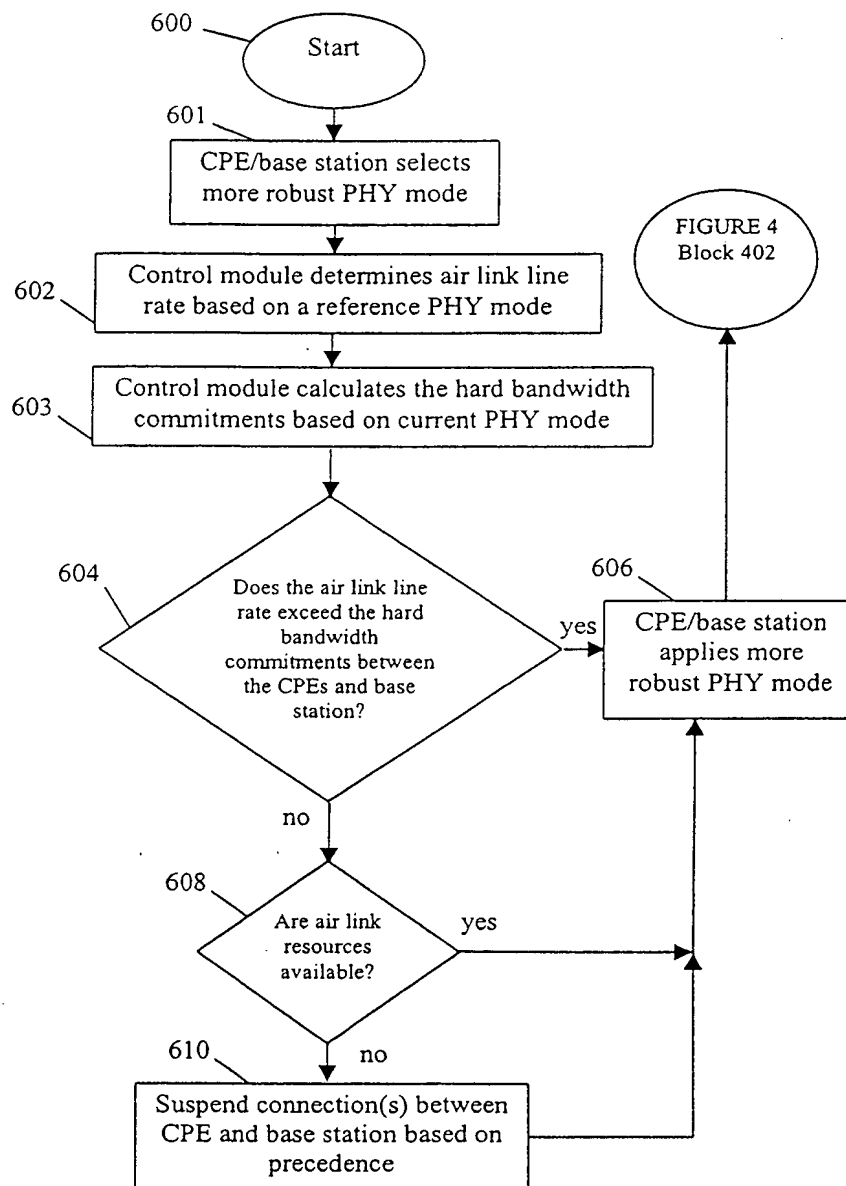 600
Start
601
CPE/base station selects
more robust PHY mode
FIGURE 4
Block 402
602
Control module determines air link line
rate based on a reference PHY mode
603
Control module calculates the hard bandwidth
commitments based on current PHY mode
604
Does the air link line
rate exceed the hard
bandwidth
commitments between
the CPEs and base
station?
yes
606
CPE/base station
applies more
robust PHY mode
no
608
Are air link
resources
available?
yes
no
610
Suspend connection(s) between
CPE and base station based on
precedence